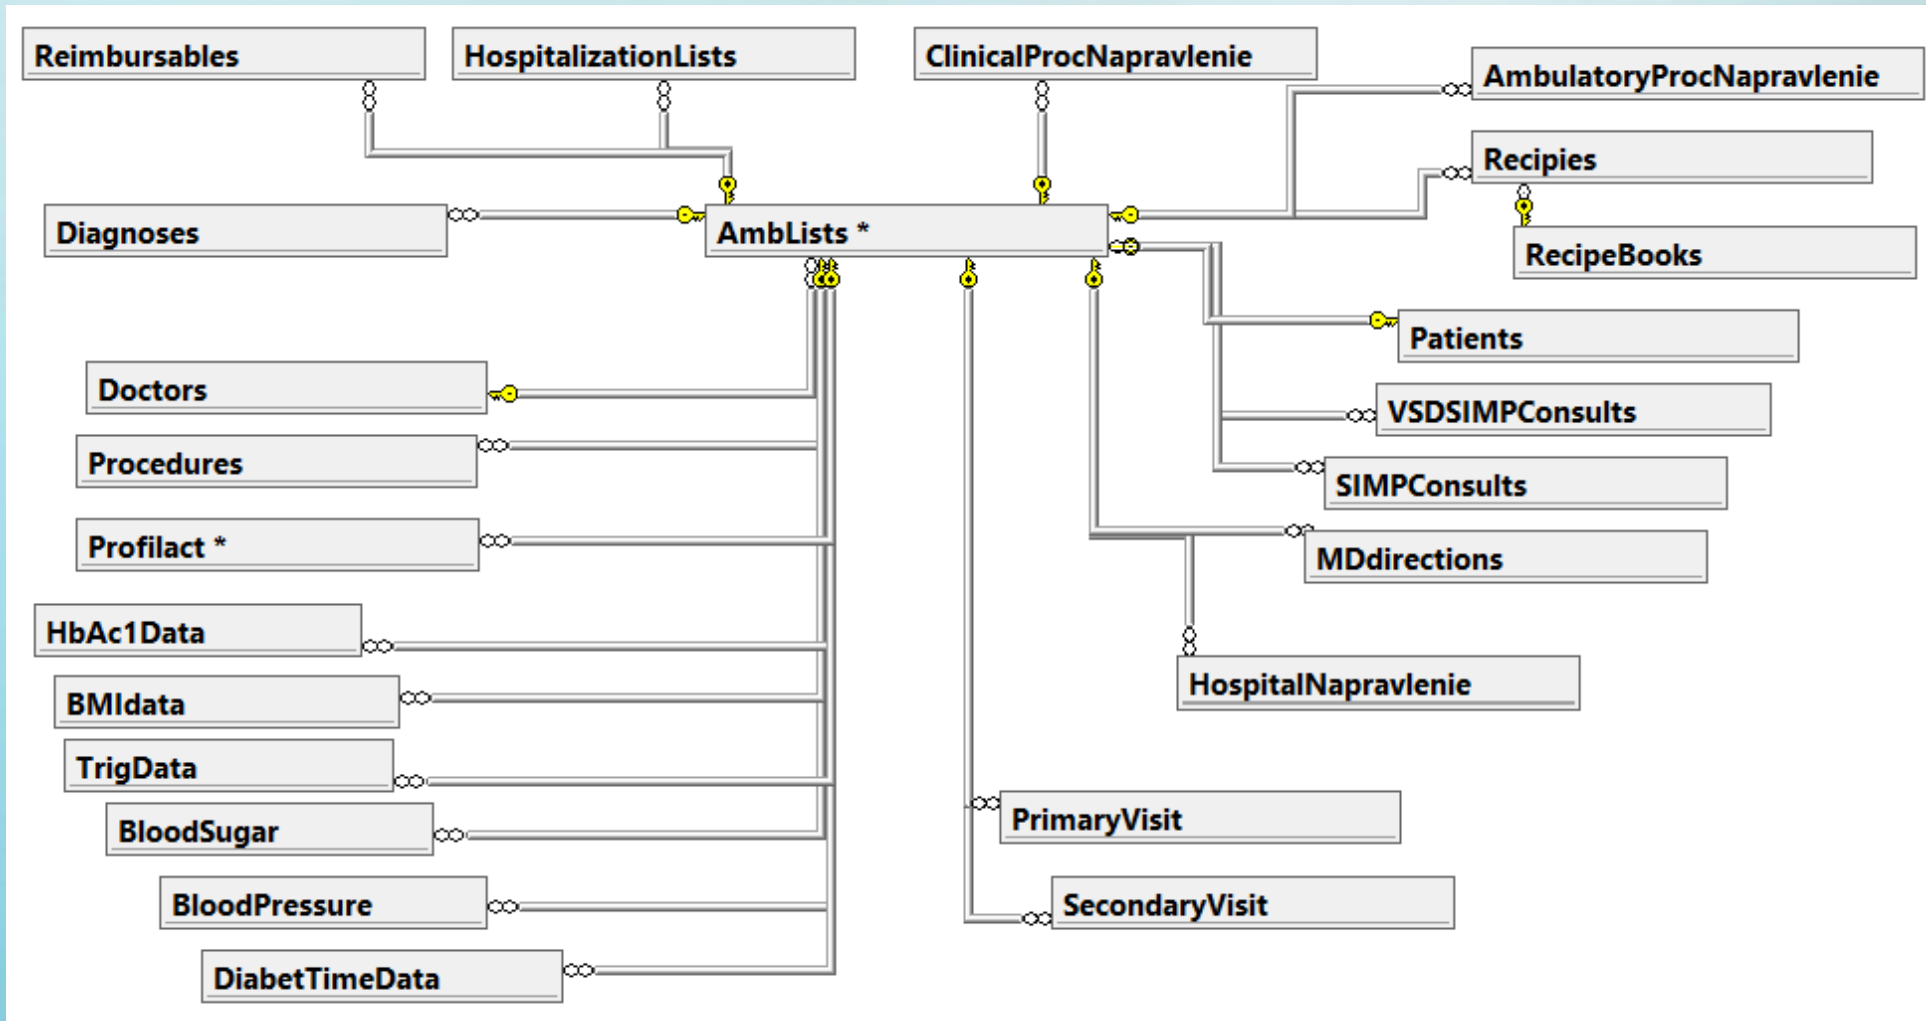 Reimbursables
HospitalizationLists
ClinicalProcNapravlenie
AmbulatoryProcNapravlenie
Recipies
Diagnoses
AmbLists *
RecipeBooks
Patients
Doctors
VSDSIMPConsults
Procedures
SIMPConsults
Profilact *
MDdirections
HbAc1Data
HospitalNapravlenie
BMIdata
TrigData
BloodSugar
PrimaryVisit
BloodPressure
SecondaryVisit
DiabetTimeData